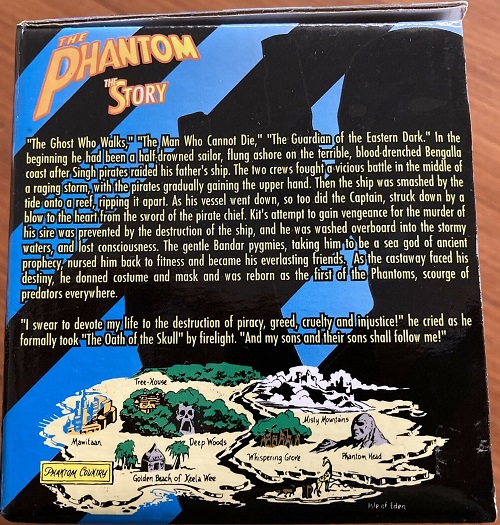 THE
PHANTOM
THE
STORY
"The Ghost Who Walks," "The Man Who Cannot Die," "The Guardian of the Eastern Dark." In the
beginning he had been a half-drowned sailor, flung ashore on the terrible, blood-drenched Bengalla
coast after Singh pirates raided his father's ship. The two crews fought a vicious battle in the middle of
a raging storm, with the pirates gradually gaining the upper hand. Then the ship was smashed by the
tide onto a reef, ripping it apart. As his vessel went down, so too did the Captain, struck down by a
blow to the heart from the sword of the pirate chief. Kit's attempt to gain vengeance for the murder of
his sire was prevented by the destruction of the ship, and he was washed overboard into the stormy
waters, and lost consciousness. The gentle Bandar pygmies, taking him to be a sea god of ancient
prophecy, nursed him back to fitness and became his everlasting friends. As the castaway faced his
destiny, he donned costume and mask and was reborn as the first of the Phantoms, scourge of
predators everywhere.
"I swear to devote my life to the destruction of piracy, greed, cruelty and injustice!" he cried as he
formally took "The Oath of the Skull" by firelight. "And my sons and their sons shall follow me!"
Tree-House
Misty Mountains
Mawitaan
Deep Woods
Whispering Grove
Phantom Head
Phantom Country
Golden Beach of Keela Wee
Isle of Eden